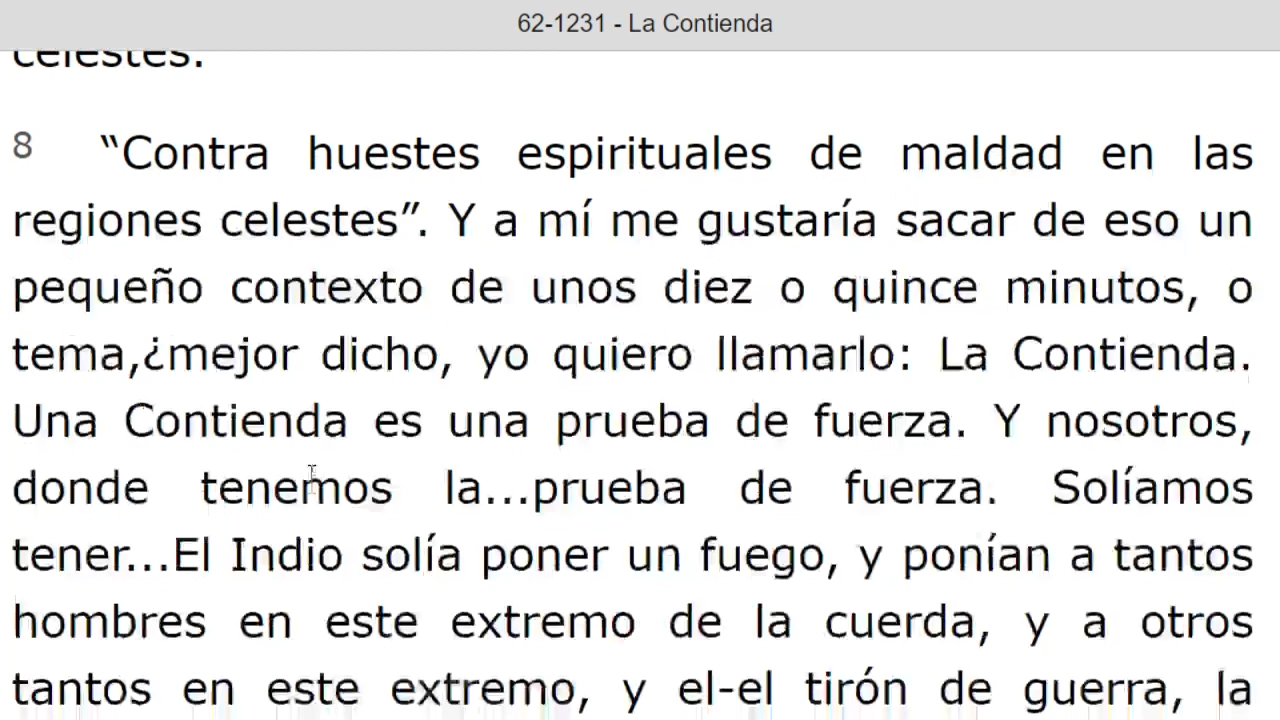 62-1231 - La Contienda
celestes.
8 “Contra huestes espirituales de maldad en las
regiones celestes”. Y a mí me gustaría sacar de eso un
pequeño contexto de unos diez o quince minutos, o
tema,¿mejor dicho, yo quiero llamarlo: La Contienda.
Una Contienda es una prueba de fuerza. Y nosotros,
donde tenemos la...prueba de fuerza. Solíamos
tener...El Indio solía poner un fuego, y ponían a tantos
hombres en este extremo de la cuerda, y a otros
tantos en este extremo, y el-el tirón de guerra, la